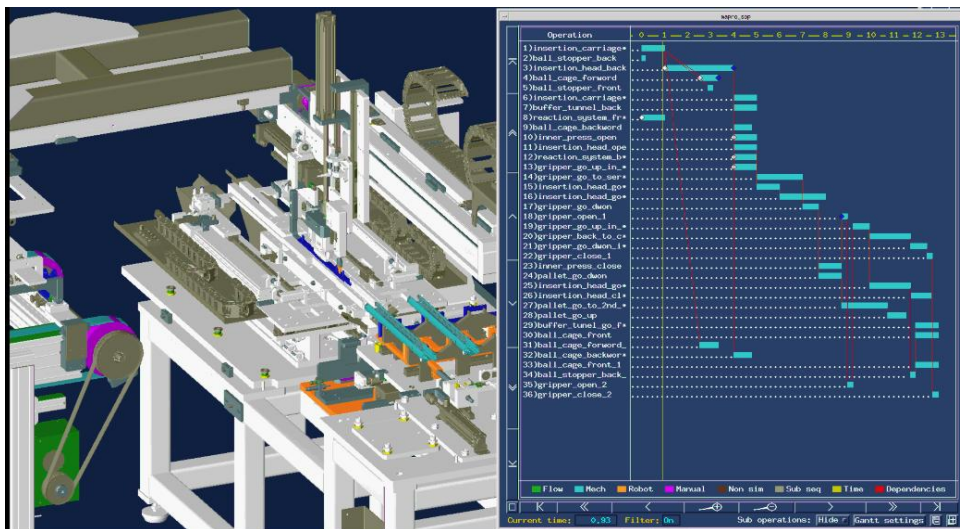 mapre_sap
Operation - 0 — 1 — 2 — 3 — 4 — 5 — 6 — 7 — 8 — 9 — 10 — 11 — 12 — 13 -
1)insertion_carriage*
2)ball_stopper_back
3)insertion_head_back
4)ball_cage_forword
5)ball_stopper_front
6)insertion_carriage*
7)buffer_tunnel_back
8)reaction_system_fr*
9)ball_cage_backword
10)inner_press_open
11)insertion_head_ope
12)reaction_system_b*
13)gripper_go_up_in_*
14)gripper_go_to_ser*
15)insertion_head_go*
16)insertion_head_go*
17)gripper_go_dwon
18)gripper_open_1
19)gripper_go_up_in_*
20)gripper_back_to_c*
21)gripper_go_dwon_i*
22)gripper_close_1
23)inner_press_close
24)pallet_go_dwon
25)insertion_head_go*
26)insertion_head_cl*
27)pallet_go_to_2nd_*
28)pallet_go_up
29)buffer_tunel_go_f*
30)ball_cage_front
31)ball_cage_forword_
32)ball_cage_backwor*
33)ball_cage_front_1
34)ball_stopper_back_
35)gripper_open_2
36)gripper_close_2
Flow Mech Robot Manual Non sim Sub seq Time Dependencies
Current time: 0.93 Filter: On Sub operations: Hide Gantt settings